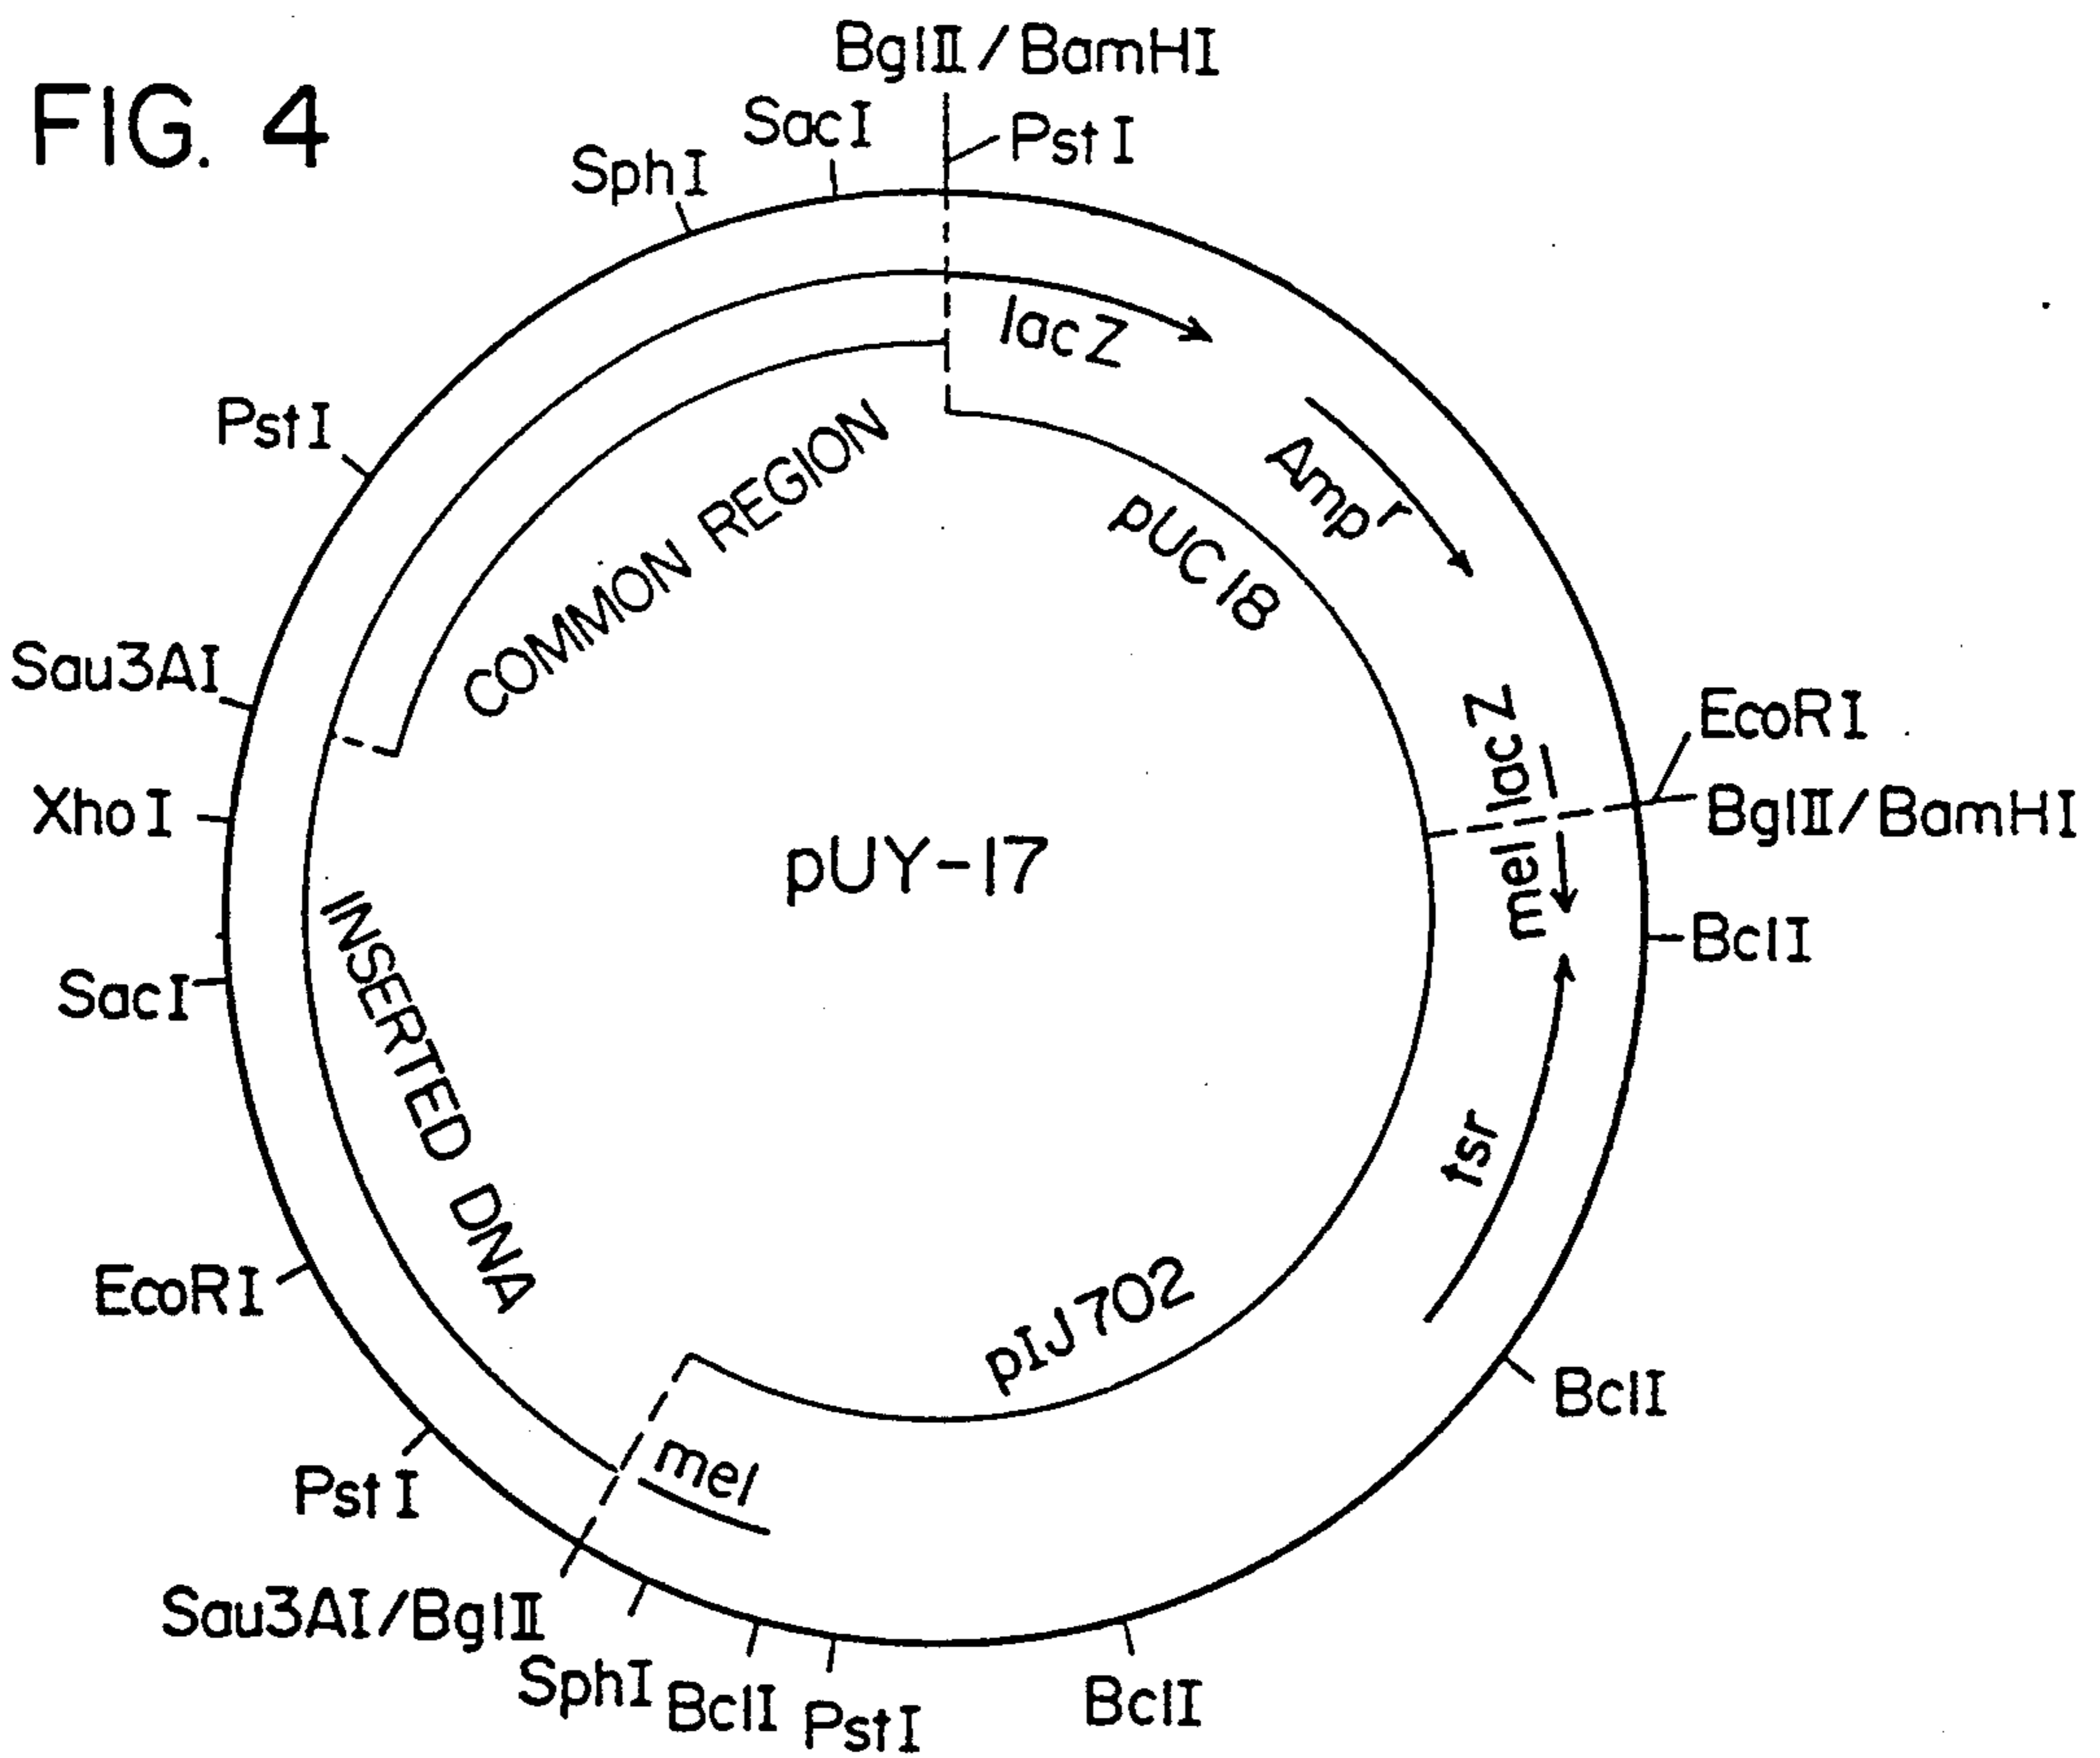 FIG. 4
BglII/BamHI
SacI
PstI
SphI
lacZ
PstI
Ampr
COMMON REGION
pUC18
Sau3AI
lacZ
EcoRI
XhoI
BglII/BamHI
pUY-17
mel
BclI
SacI
INSERTED DNA
tsr
EcoRI
pIJ702
BclI
PstI
mel
Sau3AI/BglII
SphI
BclI
PstI
BclI